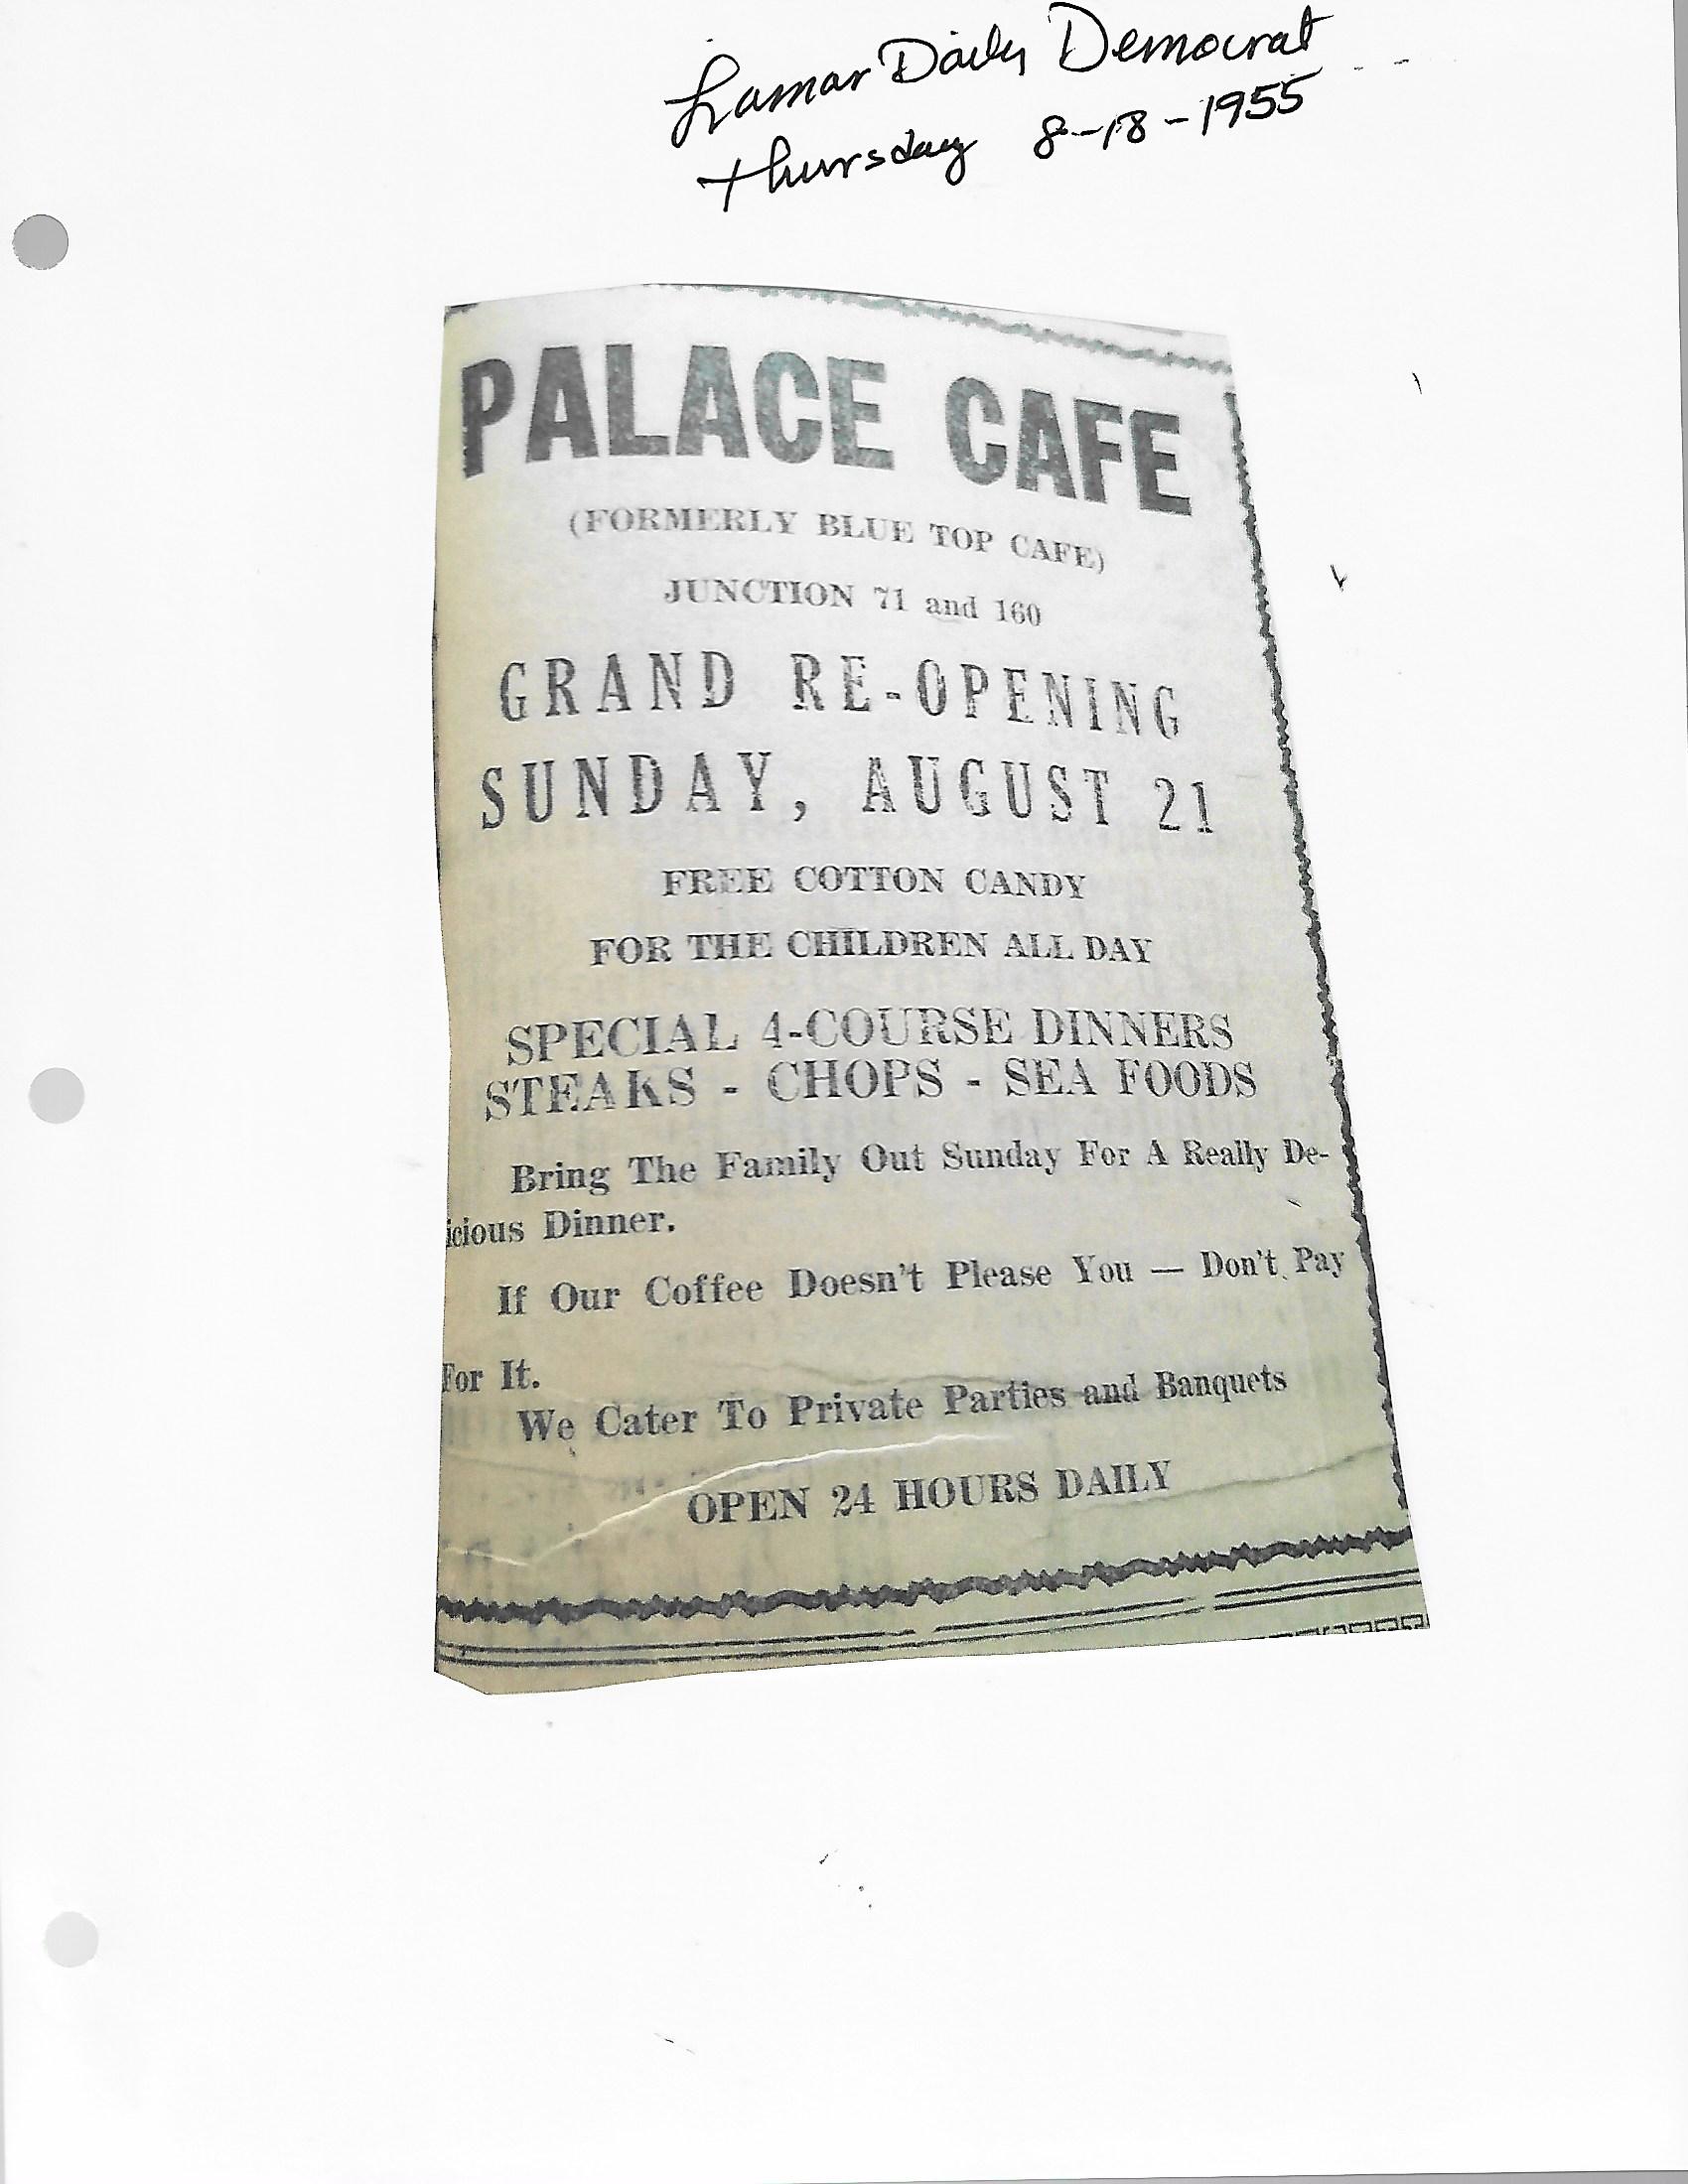 Lamar Daily Democrat
Thursday 8-18-1955
PALACE CAFE
(FORMERLY BLUE TOP CAFE)
JUNCTION 71 and 160
GRAND RE-OPENING
SUNDAY, AUGUST 21
FREE COTTON CANDY
FOR THE CHILDREN ALL DAY
SPECIAL 4-COURSE DINNERS
STEAKS - CHOPS - SEA FOODS
Bring The Family Out Sunday For A Really De-
icious Dinner.
If Our Coffee Doesn't Please You — Don't Pay
For It.
We Cater To Private Parties and Banquets
OPEN 24 HOURS DAILY